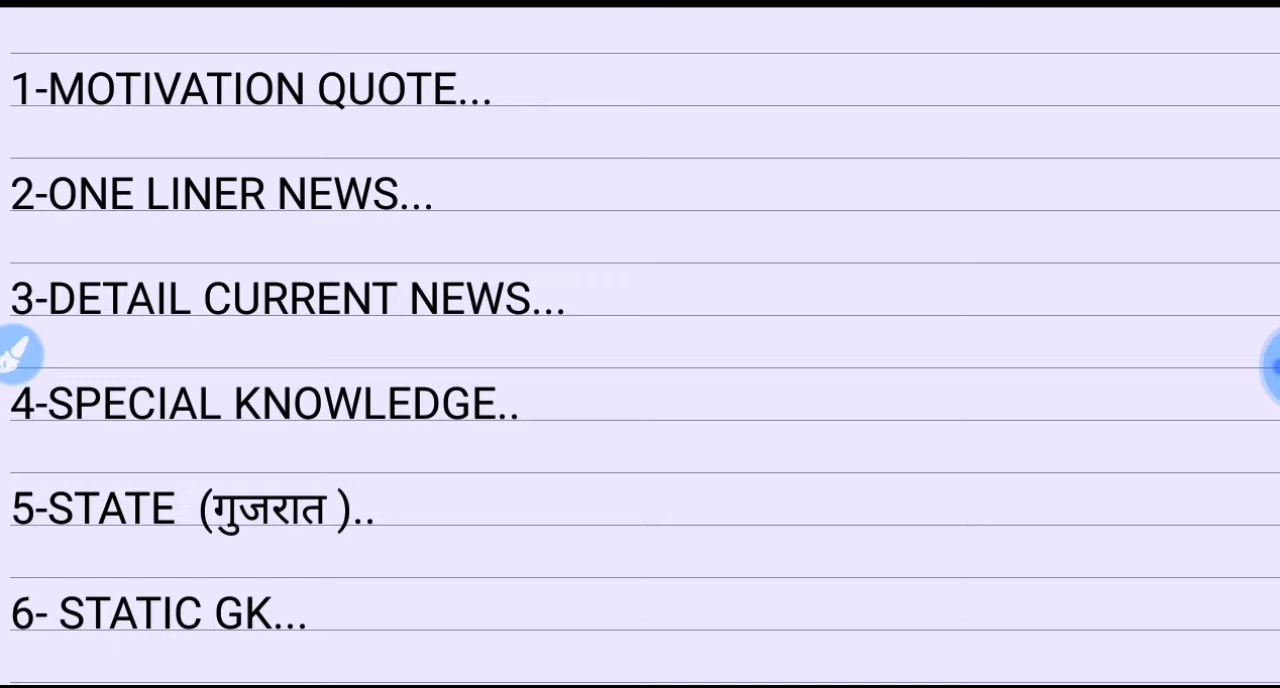 1-MOTIVATION QUOTE...
2-ONE LINER NEWS...
3-DETAIL CURRENT NEWS...
4-SPECIAL KNOWLEDGE..
5-STATE (गुजरात )..
6- STATIC GK...